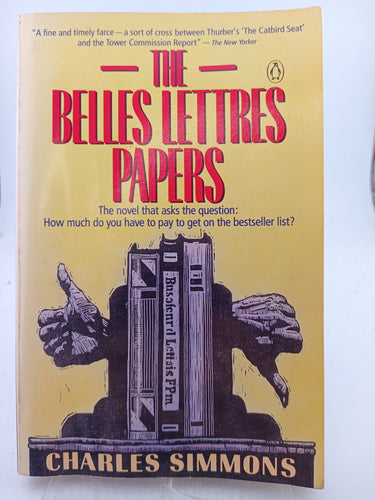 "A fine and timely farce—a sort of cross between Thurber's 'The Catbird Seat'
and the Tower Commission Report" — The New Yorker
THE
BELLES LETTRES
PAPERS
The novel that asks the question:
How much do you have to pay to get on the bestseller list?
CHARLES SIMMONS